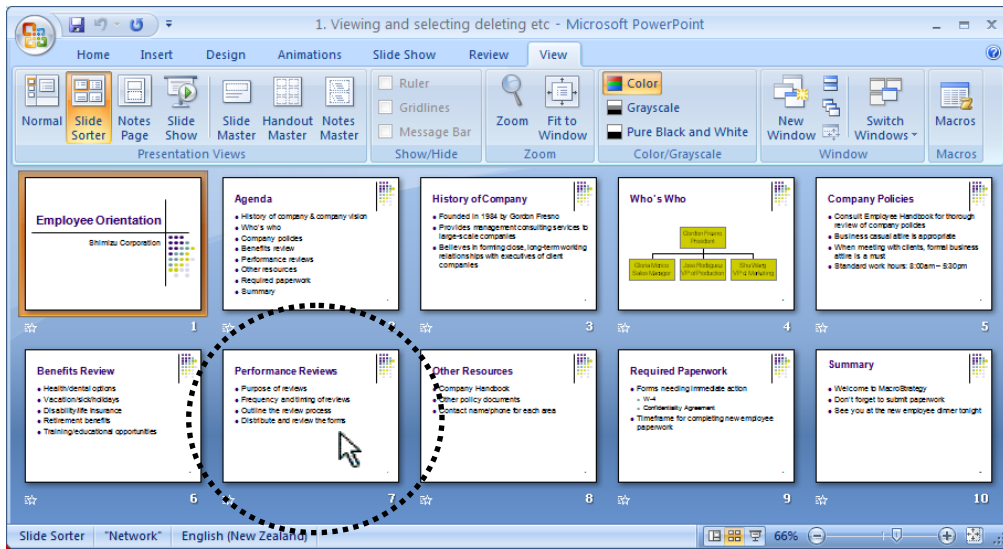 1. Viewing and selecting deleting etc - Microsoft PowerPoint
Home Insert Design Animations Slide Show Review View
Normal
Slide Sorter
Notes Page
Slide Show
Slide Master
Handout Master
Notes Master
Presentation Views
Ruler
Gridlines
Message Bar
Show/Hide
Zoom
Fit to Window
Zoom
Color
Grayscale
Pure Black and White
Color/Grayscale
New Window
Switch Windows
Window
Macros
Macros
Employee Orientation
Shimizu Corporation
1
Agenda
History of company & company vision
Who's who
Company policies
Benefits review
Performance reviews
Other resources
Required paperwork
Summary
2
History of Company
Founded in 1984 by Gordon Fresno
Provides management consulting services to
large-scale companies
Believes in forming close, long-term working
relationships with executives of client
companies
3
Who's Who
President
Sales Manager
VP of Production
VP of Marketing
4
Company Policies
Consult Employee Handbook for thorough
review of company policies
Business casual attire is appropriate
When meeting with clients, formal business
attire is a must
Standard work hours: 8:00am – 5:30pm
5
Benefits Review
Health/dental options
Vacation/sick/holidays
Disability/life insurance
Retirement benefits
Training/educational opportunities
6
Performance Reviews
Purpose of reviews
Frequency and timing of reviews
Outline the review process
Distribute and review the forms
7
Other Resources
Company Handbook
Other policy documents
Contact name/phone for each area
8
Required Paperwork
Forms needing immediate action
W-4
Confidentiality Agreement
Timeframe for completing new employee
paperwork
9
Summary
Welcome to MacroStrategy
Don't forget to submit paperwork
See you at the new employee dinner tonight
10
Slide Sorter "Network" English (New Zealand) 66%